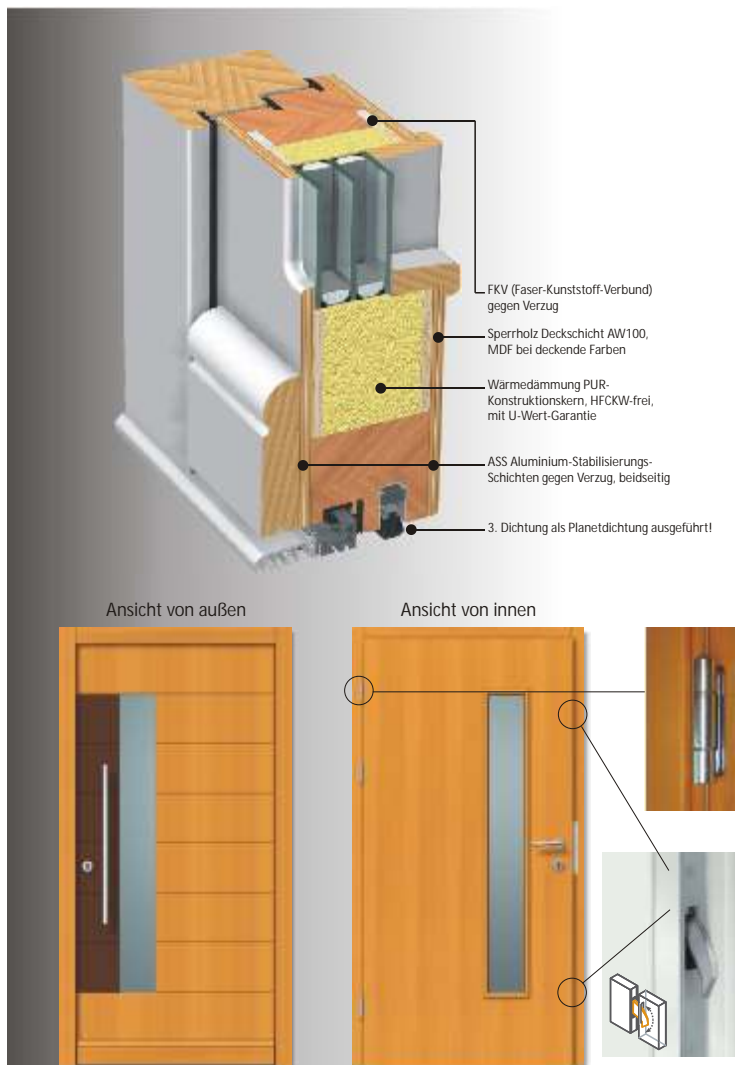 FKV (Faser-Kunststoff-Verbund)
gegen Verzug
Sperrholz Deckschicht AW100,
MDF bei deckende Farben
Wärmedämmung PUR-
Konstruktionskern, HFCKW-frei,
mit U-Wert-Garantie
ASS Aluminium-Stabilisierungs-
Schichten gegen Verzug, beidseitig
3. Dichtung als Planetdichtung ausgeführt!
Ansicht von außen
Ansicht von innen